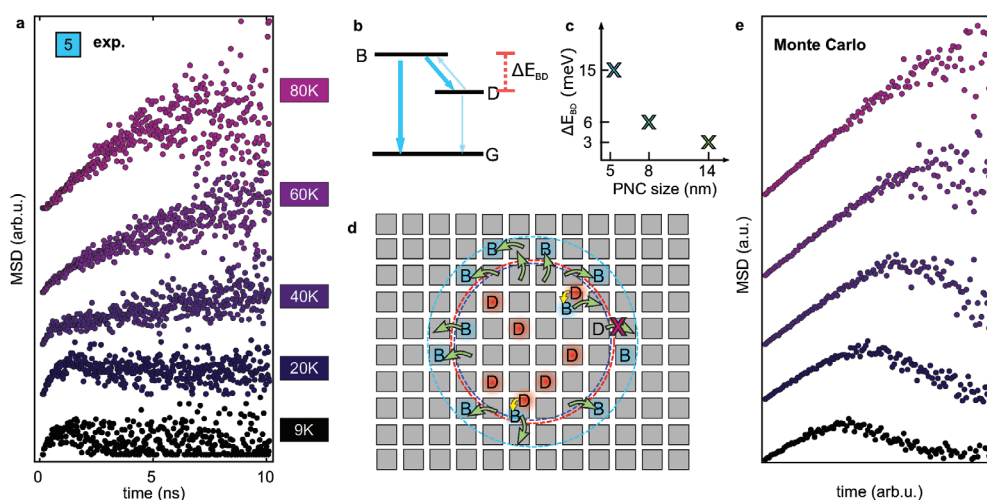 a
5 exp.
80K
60K
40K
20K
9K
MSD (arb.u.)
0 5 10
time (ns)
b
B
ΔE_BD
D
G
c
ΔE_BD (meV)
15
6
3
5 8 14
PNC size (nm)
d
B B
B B
D D
B
B D D B
B D B
D D
D
B B B
e
Monte Carlo
MSD (a.u.)
time (arb.u.)